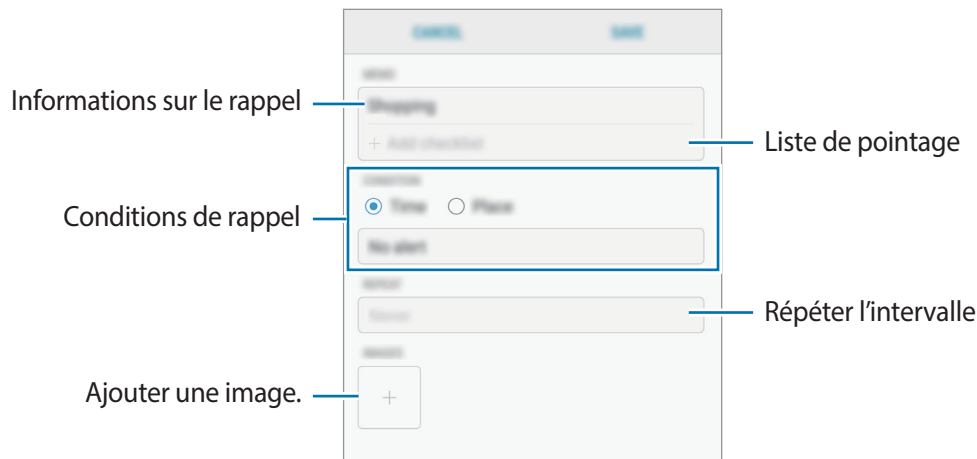 CANCEL SAVE
Informations sur le rappel
Shopping
+ Add checklist
Liste de pointage
CONDITION
Conditions de rappel
Time Place
No alert
REPEAT
Never
Répéter l’intervalle
IMAGES
Ajouter une image.
+